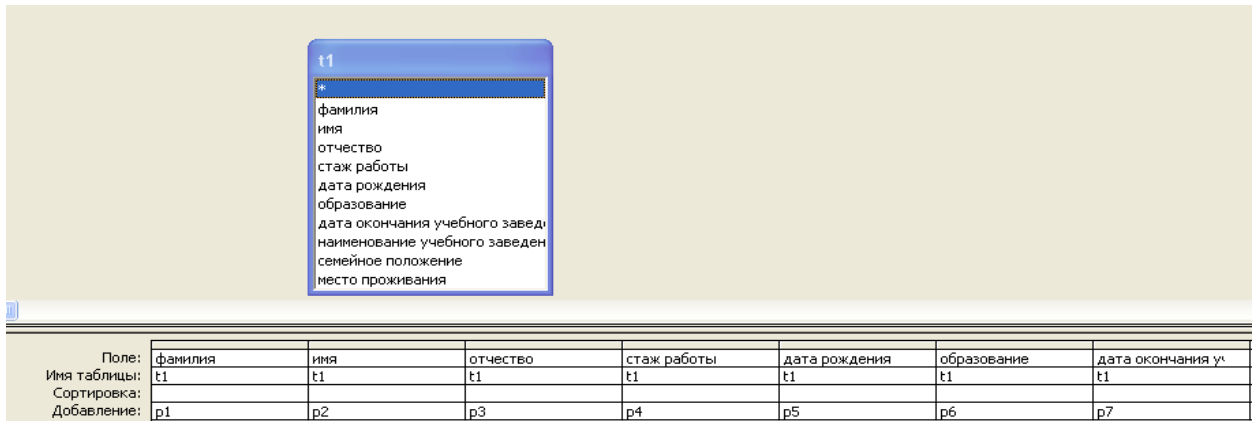 t1
*
фамилия
имя
отчество
стаж работы
дата рождения
образование
дата окончания учебного завед
наименование учебного заведен
семейное положение
место проживания
Поле: фамилия имя отчество стаж работы дата рождения образование дата окончания у
Имя таблицы: t1 t1 t1 t1 t1 t1 t1
Сортировка:
Добавление: p1 p2 p3 p4 p5 p6 p7